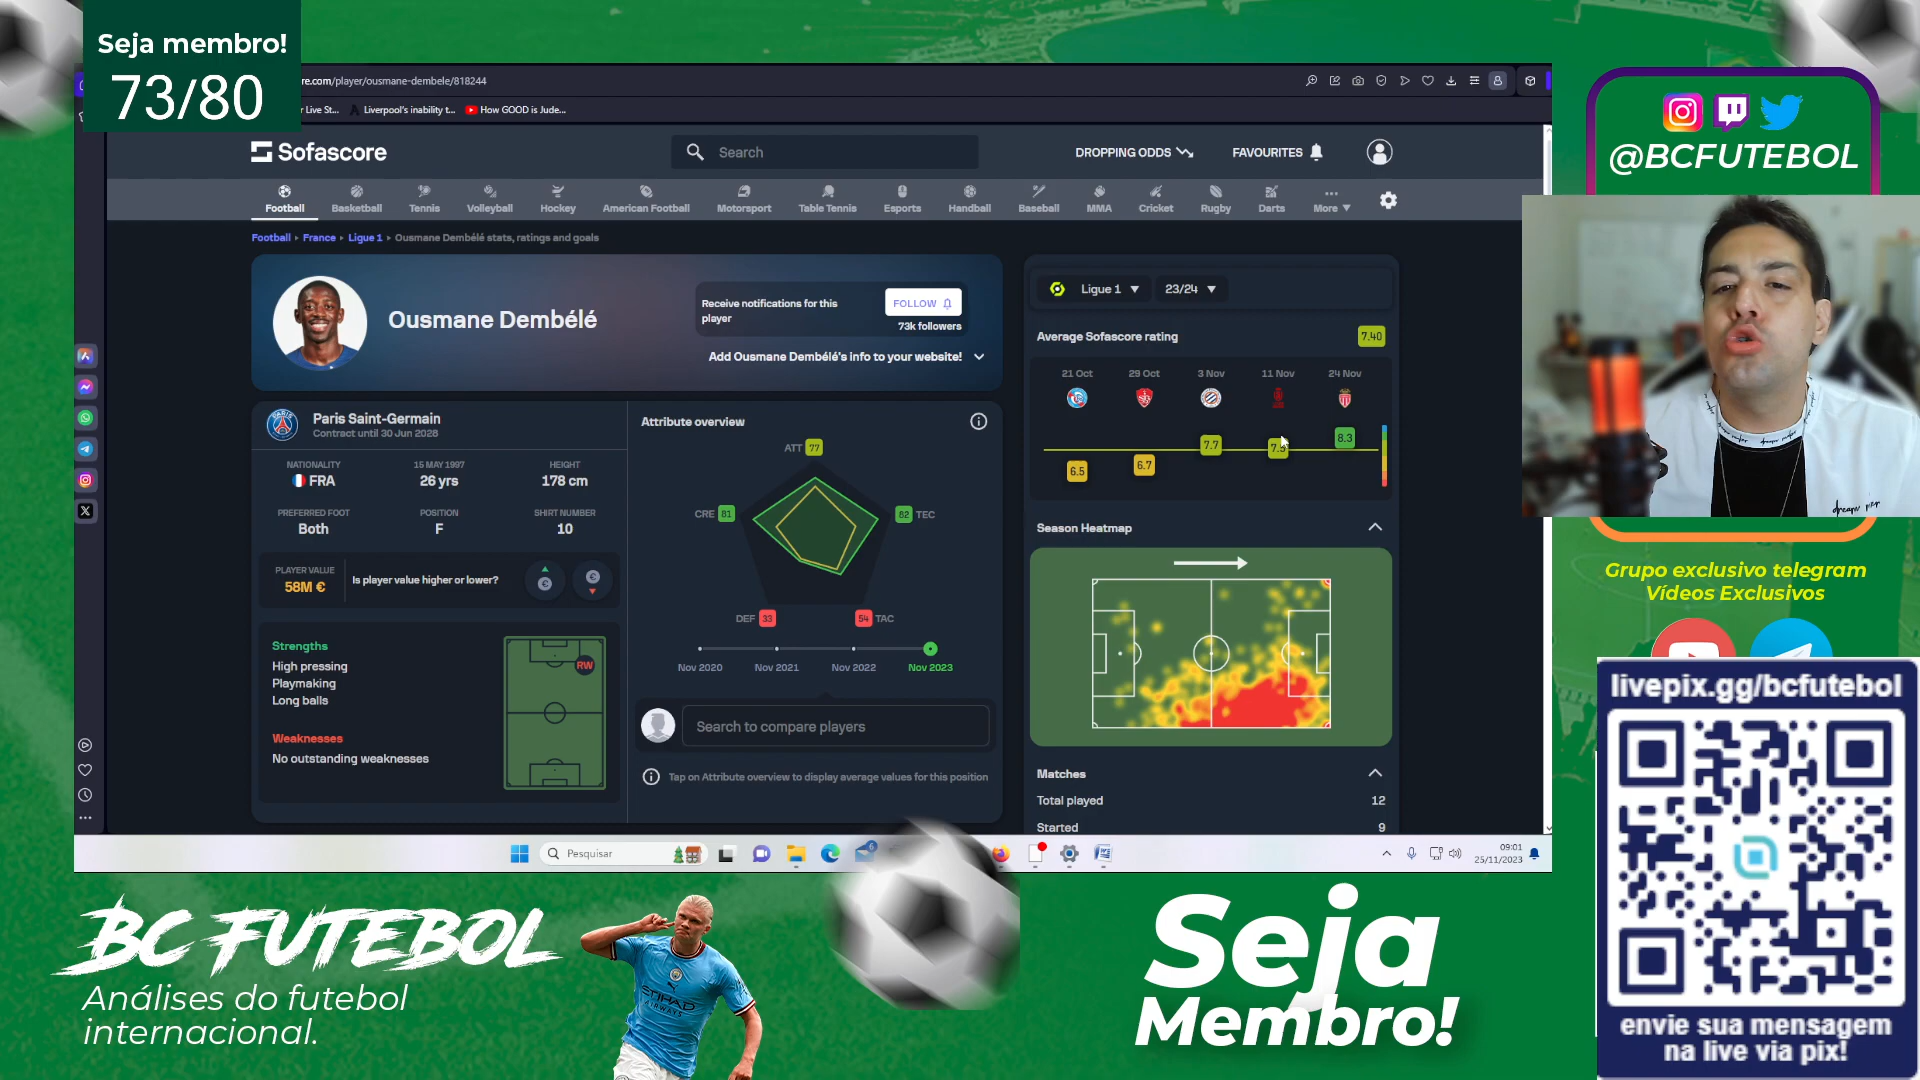 Seja membro!
73/80
re.com/player/ousmane-dembele/818244
r Live St...
Liverpool's inability t...
How GOOD is Jude...
Sofascore
Search
DROPPING ODDS
FAVOURITES
Football
Basketball
Tennis
Volleyball
Hockey
American Football
Motorsport
Table Tennis
Esports
Handball
Baseball
MMA
Cricket
Rugby
Darts
More
Football
France
Ligue 1
Ousmane Dembélé stats, ratings and goals
Ousmane Dembélé
Receive notifications for this
player
FOLLOW
73k followers
Add Ousmane Dembélé's info to your website!
Paris Saint-Germain
Contract until 30 Jun 2028
NATIONALITY
FRA
15 MAY 1997
26 yrs
HEIGHT
178 cm
PREFERRED FOOT
Both
POSITION
F
SHIRT NUMBER
10
PLAYER VALUE
58M €
Is player value higher or lower?
Strengths
High pressing
Playmaking
Long balls
Weaknesses
No outstanding weaknesses
RW
Attribute overview
ATT 77
CRE 81
82 TEC
DEF 33
54 TAC
Nov 2020
Nov 2021
Nov 2022
Nov 2023
Search to compare players
Tap on Attribute overview to display average values for this position
Ligue 1
23/24
Average Sofascore rating
7.40
21 Oct
29 Oct
3 Nov
11 Nov
24 Nov
6.5
6.7
7.7
8.3
Season Heatmap
Matches
Total played
12
Started
9
Pesquisar
6
09:01
25/11/2023
@BCFUTEBOL
Grupo exclusivo telegram
Vídeos Exclusivos
livepix.gg/bcfutebol
envie sua mensagem
na live via pix!
BC FUTEBOL
Análises do futebol
internacional.
ETIHAD
AIRWAYS
Seja
Membro!